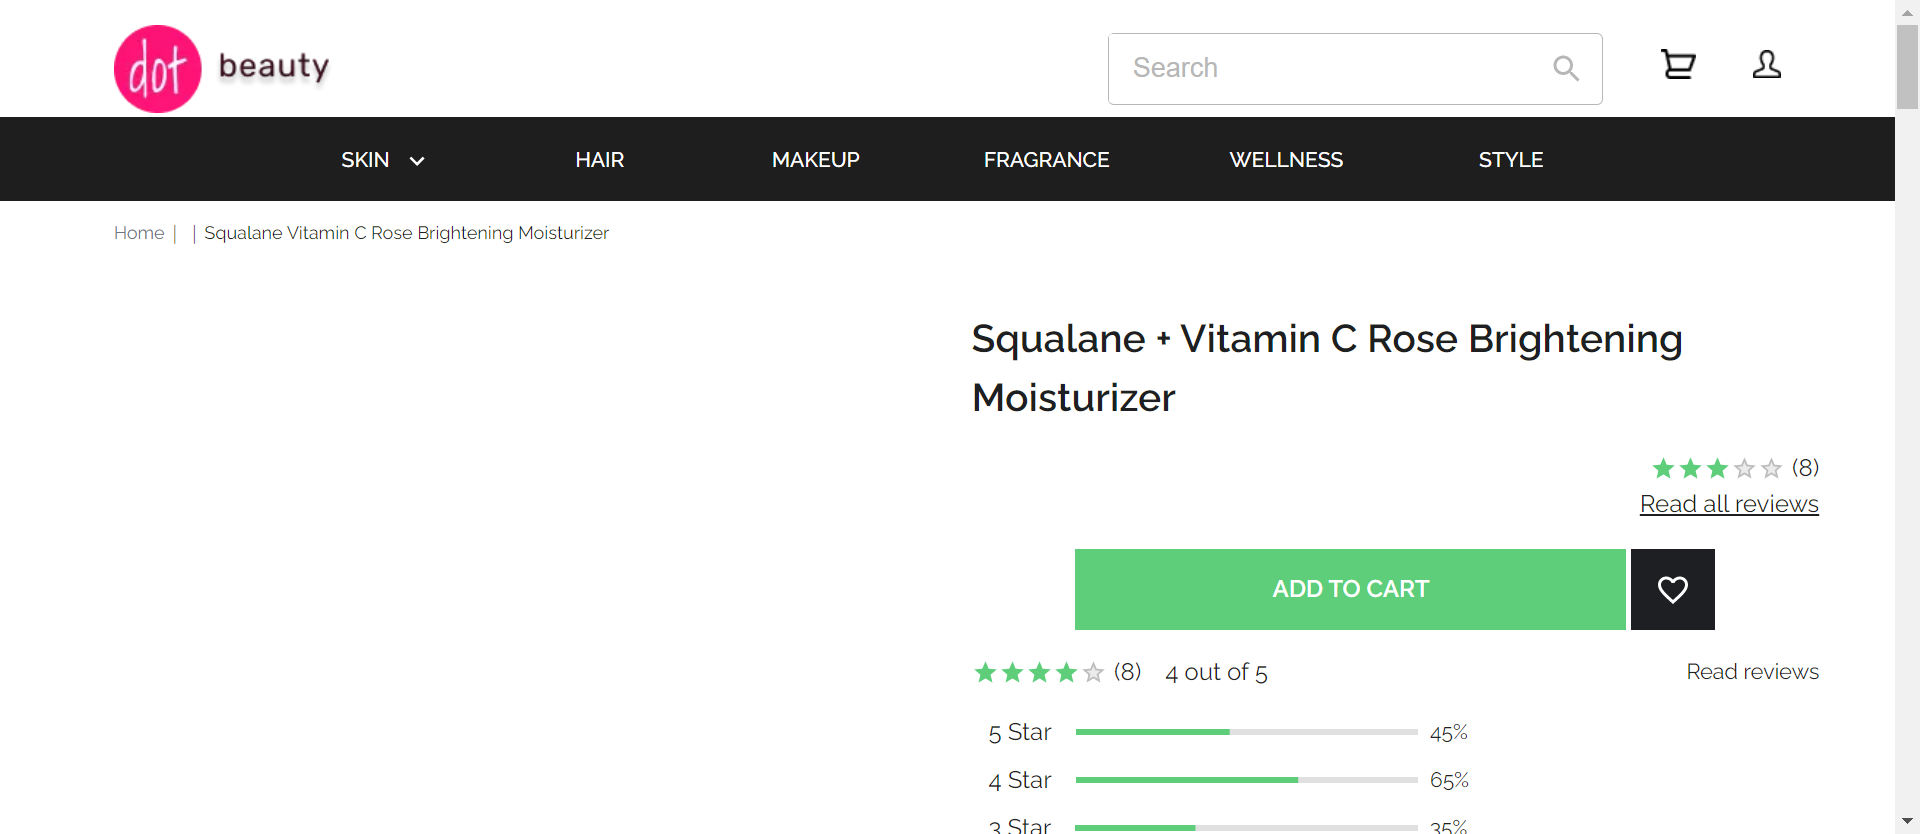 dot beauty
Search
SKIN HAIR MAKEUP FRAGRANCE WELLNESS STYLE
Home | | Squalane Vitamin C Rose Brightening Moisturizer
Squalane + Vitamin C Rose Brightening
Moisturizer
(8)
Read all reviews
ADD TO CART
(8) 4 out of 5 Read reviews
5 Star 45%
4 Star 65%
3 Star 35%